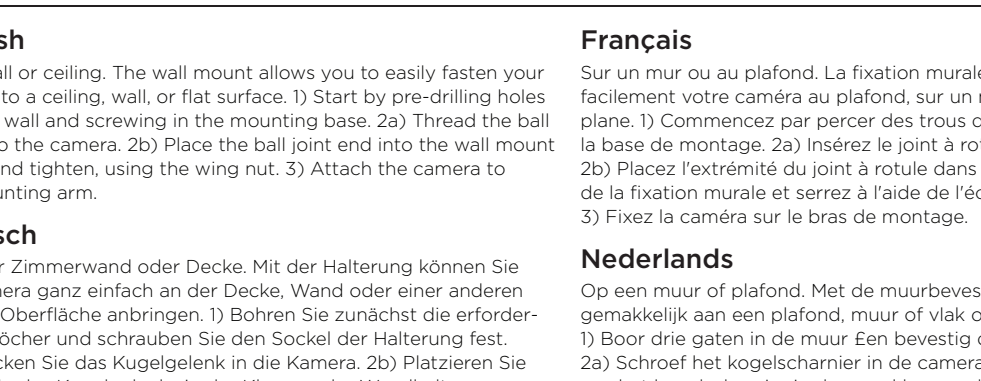 sh
all or ceiling. The wall mount allows you to easily fasten your
to a ceiling, wall, or flat surface. 1) Start by pre-drilling holes
wall and screwing in the mounting base. 2a) Thread the ball
o the camera. 2b) Place the ball joint end into the wall mount
nd tighten, using the wing nut. 3) Attach the camera to
unting arm.
sch
r Zimmerwand oder Decke. Mit der Halterung können Sie
mera ganz einfach an der Decke, Wand oder einer anderen
Oberfläche anbringen. 1) Bohren Sie zunächst die erforder-
öcher und schrauben Sie den Sockel der Halterung fest.
cken Sie das Kugelgelenk in die Kamera. 2b) Platzieren Sie
Français
Sur un mur ou au plafond. La fixation murale
facilement votre caméra au plafond, sur un
plane. 1) Commencez par percer des trous d
la base de montage. 2a) Insérez le joint à rot
2b) Placez l'extrémité du joint à rotule dans
de la fixation murale et serrez à l'aide de l'éc
3) Fixez la caméra sur le bras de montage.
Nederlands
Op een muur of plafond. Met de muurbeves
gemakkelijk aan een plafond, muur of vlak o
1) Boor drie gaten in de muur £en bevestig d
2a) Schroef het kogelscharnier in de camera